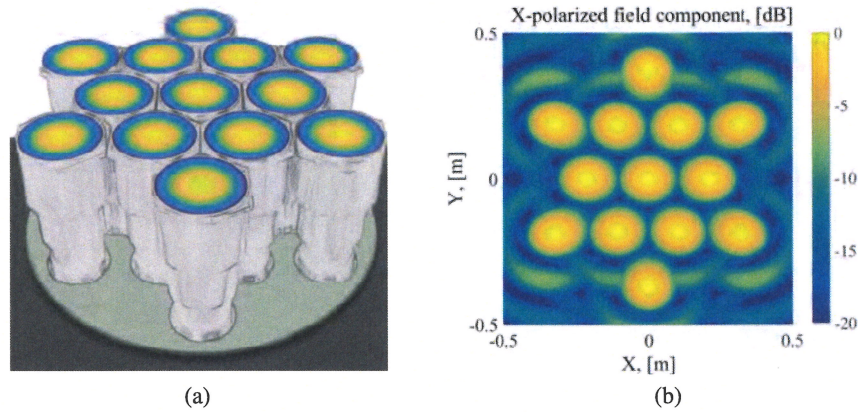 X-polarized field component, [dB]
0.5
0
-0.5
Y, [m]
-0.5
0
0.5
X, [m]
0
-5
-10
-15
-20
(a)
(b)